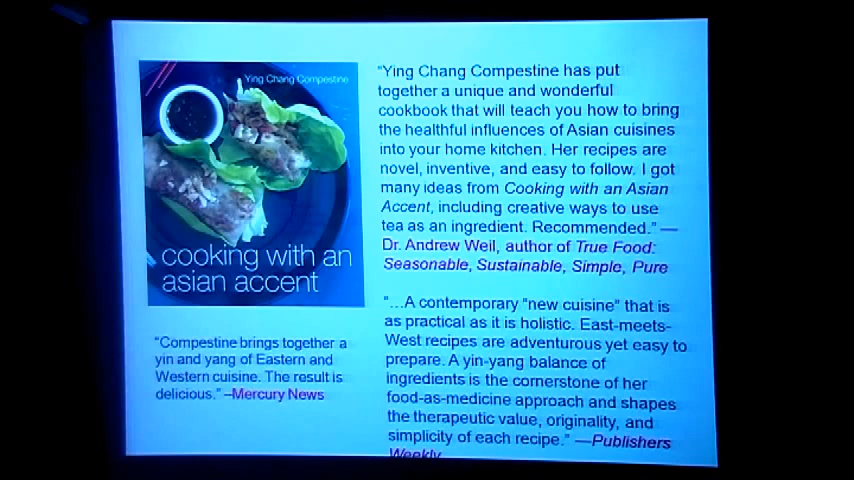 Ying Chang Compestine
cooking with an
asian accent
"Compestine brings together a
yin and yang of Eastern and
Western cuisine. The result is
delicious." –Mercury News
"Ying Chang Compestine has put
together a unique and wonderful
cookbook that will teach you how to bring
the healthful influences of Asian cuisines
into your home kitchen. Her recipes are
novel, inventive, and easy to follow. I got
many ideas from Cooking with an Asian
Accent, including creative ways to use
tea as an ingredient. Recommended." —
Dr. Andrew Weil, author of True Food:
Seasonable, Sustainable, Simple, Pure
"…A contemporary "new cuisine" that is
as practical as it is holistic. East-meets-
West recipes are adventurous yet easy to
prepare. A yin-yang balance of
ingredients is the cornerstone of her
food-as-medicine approach and shapes
the therapeutic value, originality, and
simplicity of each recipe." —Publishers
Weekly